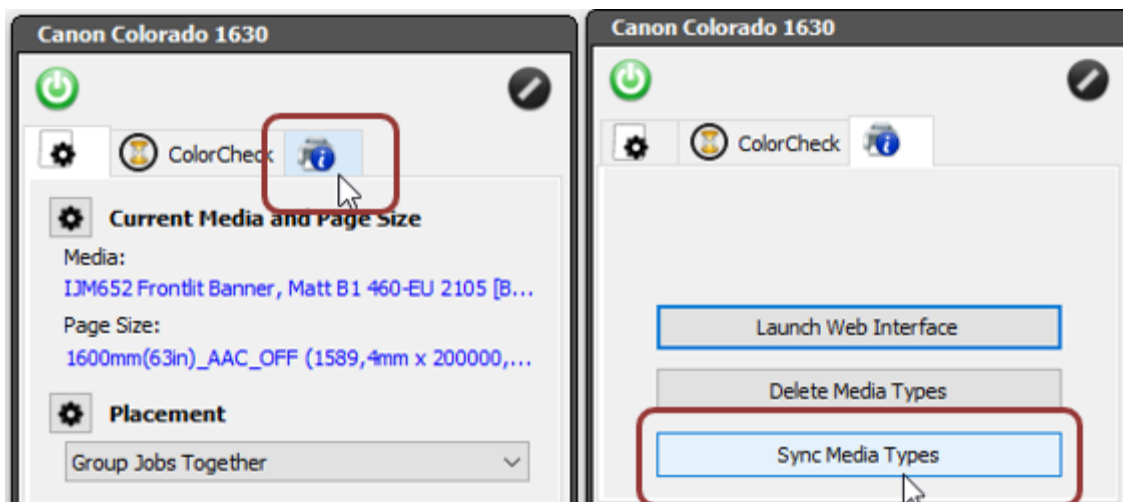 Canon Colorado 1630
ColorCheck
Current Media and Page Size
Media:
IJM652 Frontlit Banner, Matt B1 460-EU 2105 [B...
Page Size:
1600mm(63in)_AAC_OFF (1589,4mm x 200000,...
Placement
Group Jobs Together
Canon Colorado 1630
ColorCheck
Launch Web Interface
Delete Media Types
Sync Media Types